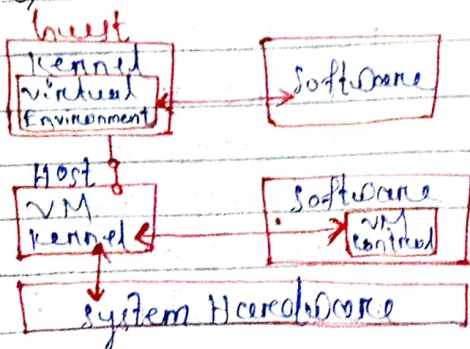 Guest
Kernel
Virtual
Environment
Software
Host
VM
Kernel
Software
VM
Control
System Hardware